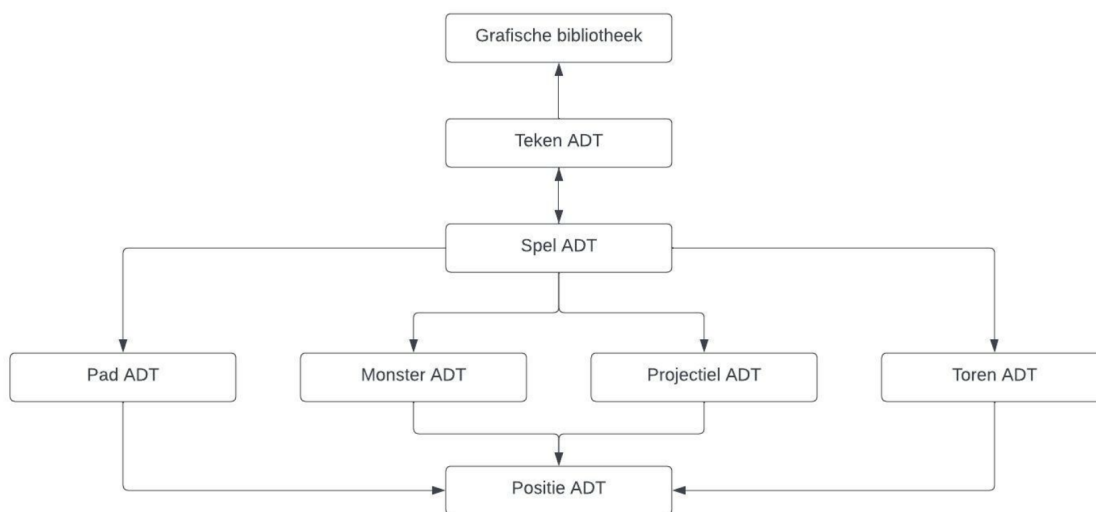 Grafische bibliotheek
Teken ADT
Spel ADT
Pad ADT
Monster ADT
Projectiel ADT
Toren ADT
Positie ADT